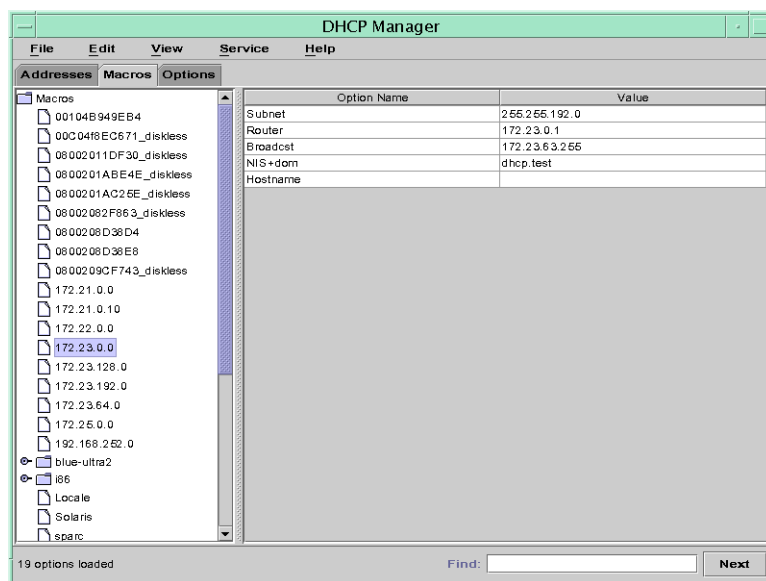 DHCP Manager
File Edit View Service Help
Addresses Macros Options
Macros
00104B949EB4
00C04f8EC671_diskless
08002011DF30_diskless
0800201ABE4E_diskless
0800201AC25E_diskless
08002082F863_diskless
0800208D38D4
0800208D38E8
0800209CF743_diskless
172.21.0.0
172.21.0.10
172.22.0.0
172.23.0.0
172.23.128.0
172.23.192.0
172.23.64.0
172.25.0.0
192.168.252.0
blue-ultra2
i86
Locale
Solaris
sparc
Option Name Value
Subnet 255.255.192.0
Router 172.23.0.1
Broadcst 172.23.63.255
NIS+dom dhcp.test
Hostname
19 options loaded
Find: Next